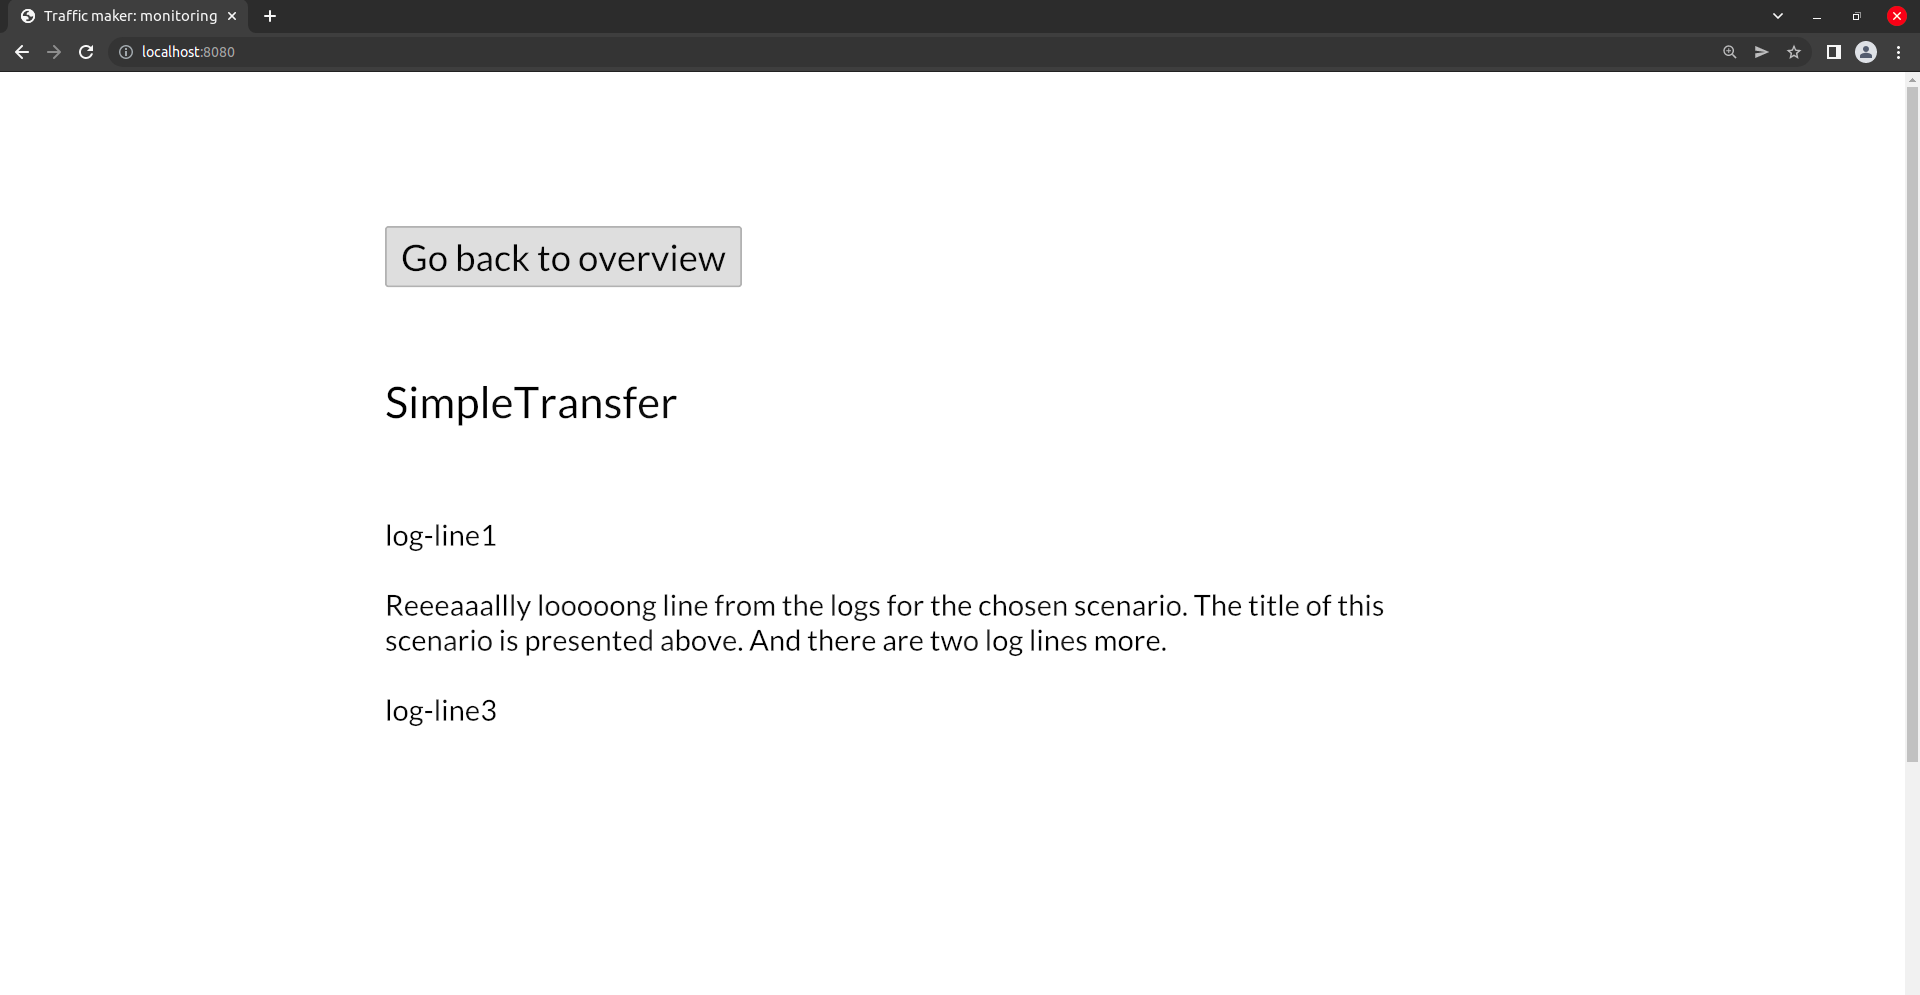 Traffic maker: monitoring
localhost:8080
Go back to overview
SimpleTransfer
log-line1
Reeeaaallly looooong line from the logs for the chosen scenario. The title of this
scenario is presented above. And there are two log lines more.
log-line3